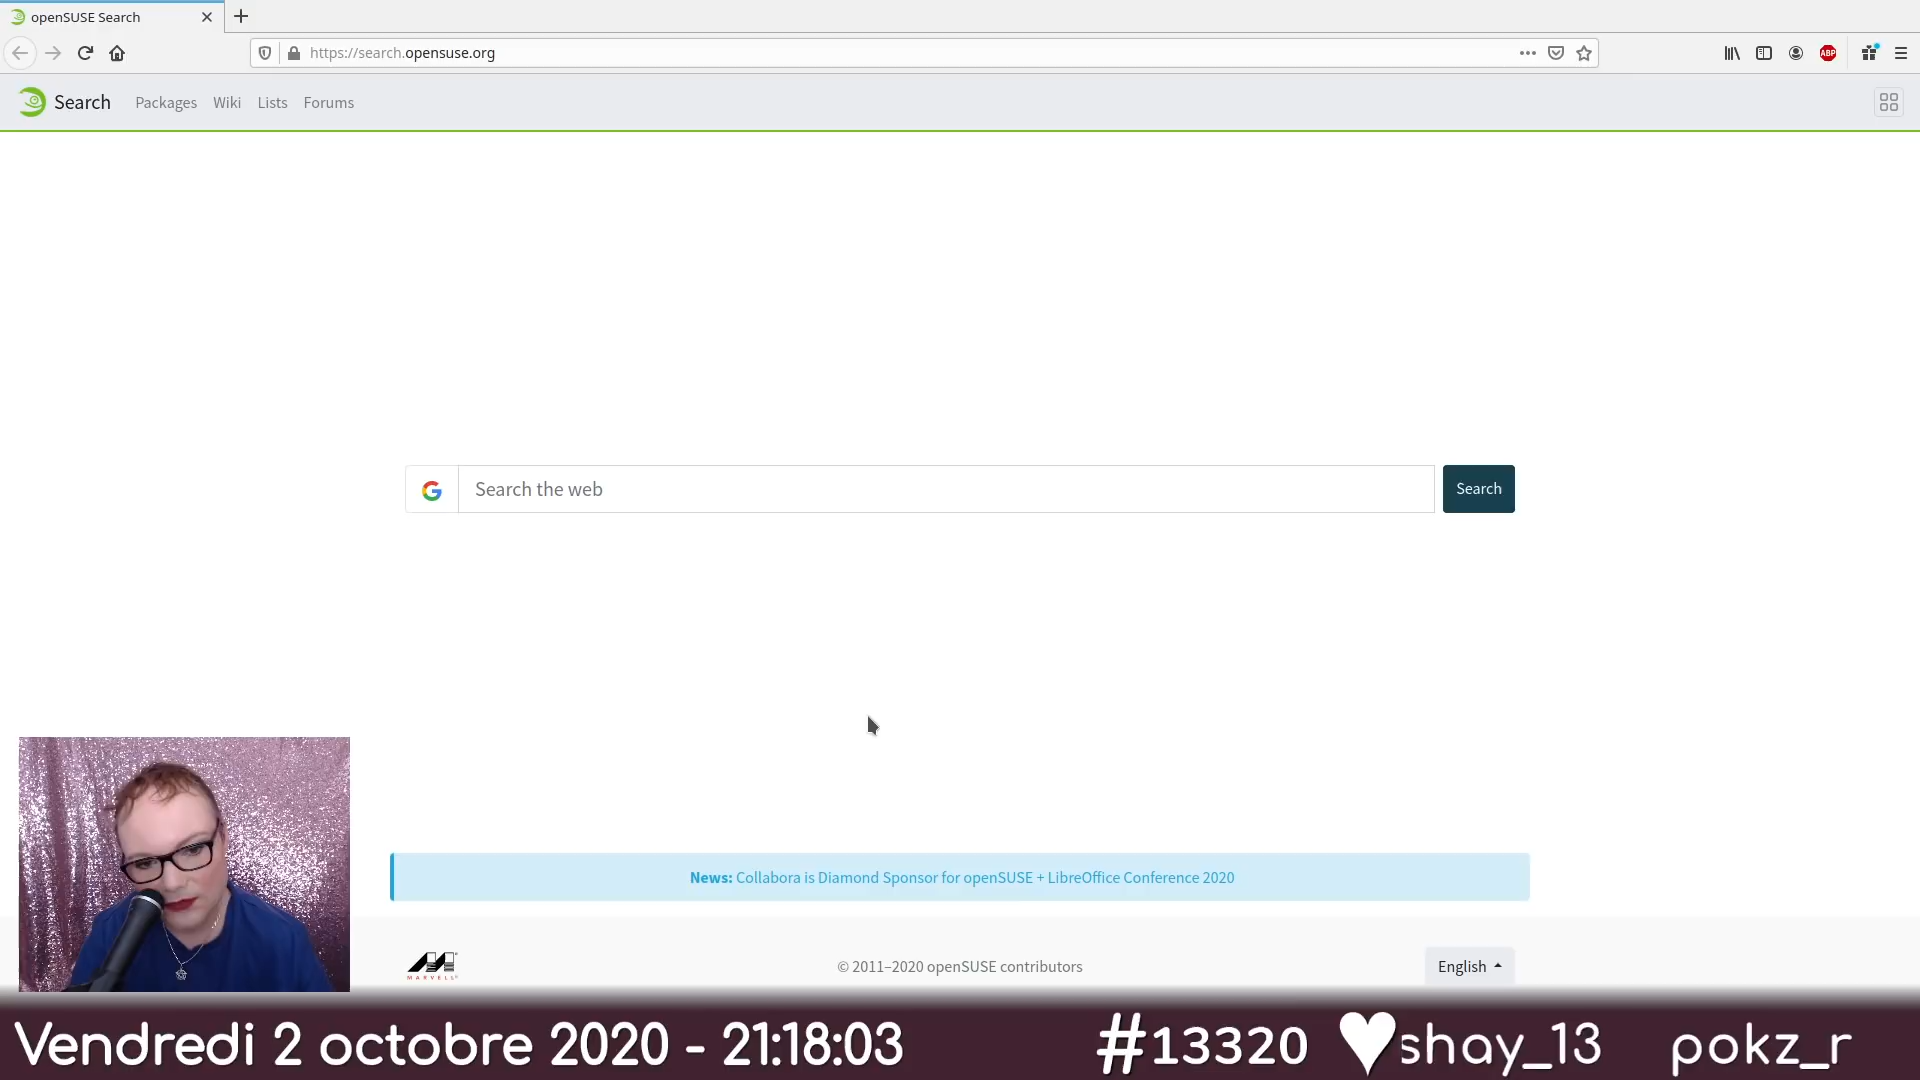 openSUSE Search
https://search.opensuse.org
ABP
Search Packages Wiki Lists Forums
Search the web
Search
News: Collabora is Diamond Sponsor for openSUSE + LibreOffice Conference 2020
MARVELL
© 2011–2020 openSUSE contributors
English
Vendredi 2 octobre 2020 - 21:18:03 #13320 ♥shay_13 pokz_r